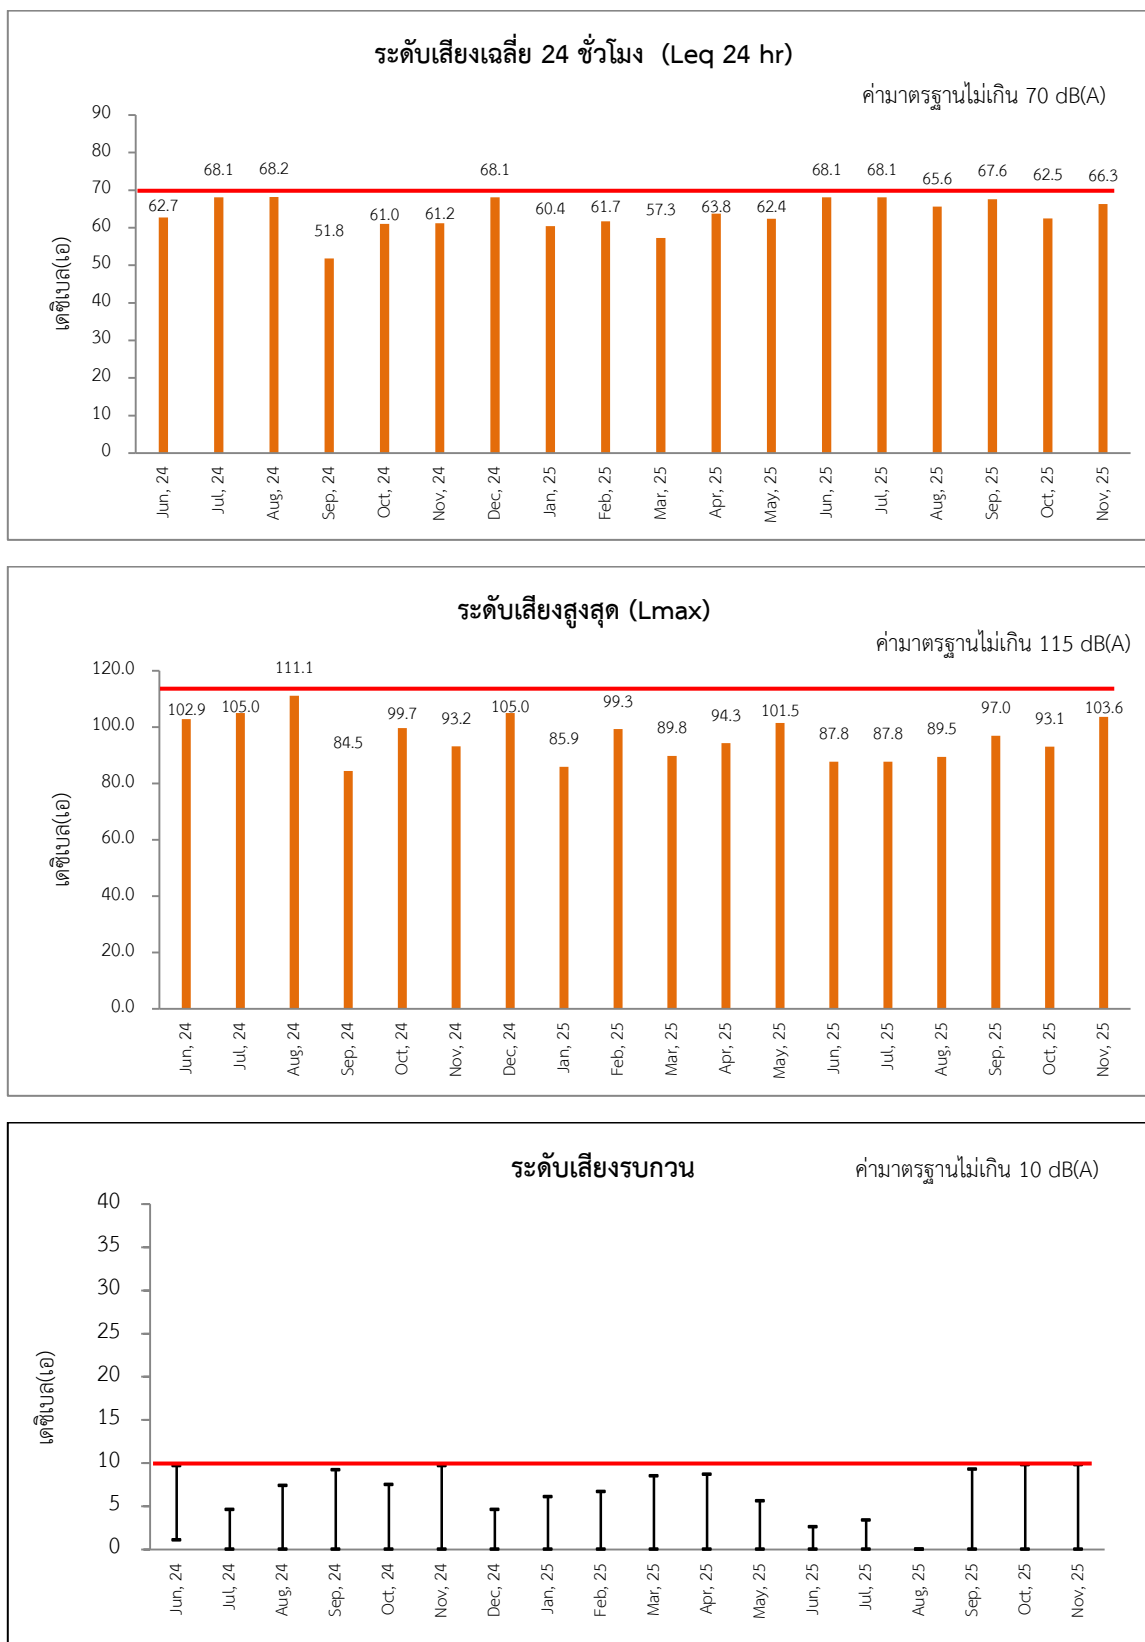 ระดับเสียงเฉลี่ย 24 ชั่วโมง (Leq 24 hr)
ค่ามาตรฐานไม่เกิน 70 dB(A)
90
80
70
60
50
40
30
20
10
0
เดซิเบล(เอ)
62.7 68.1 68.2 51.8 61.0 61.2 68.1 60.4 61.7 57.3 63.8 62.4 68.1 68.1 65.6 67.6 62.5 66.3
Jun, 24 Jul, 24 Aug, 24 Sep, 24 Oct, 24 Nov, 24 Dec, 24 Jan, 25 Feb, 25 Mar, 25 Apr, 25 May, 25 Jun, 25 Jul, 25 Aug, 25 Sep, 25 Oct, 25 Nov, 25
ระดับเสียงสูงสุด (Lmax)
ค่ามาตรฐานไม่เกิน 115 dB(A)
120.0
100.0
80.0
60.0
40.0
20.0
0.0
เดซิเบล(เอ)
102.9 105.0 111.1 84.5 99.7 93.2 105.0 85.9 99.3 89.8 94.3 101.5 87.8 87.8 89.5 97.0 93.1 103.6
Jun, 24 Jul, 24 Aug, 24 Sep, 24 Oct, 24 Nov, 24 Dec, 24 Jan, 25 Feb, 25 Mar, 25 Apr, 25 May, 25 Jun, 25 Jul, 25 Aug, 25 Sep, 25 Oct, 25 Nov, 25
ระดับเสียงรบกวน
ค่ามาตรฐานไม่เกิน 10 dB(A)
40
35
30
25
20
15
10
5
0
เดซิเบล(เอ)
Jun, 24 Jul, 24 Aug, 24 Sep, 24 Oct, 24 Nov, 24 Dec, 24 Jan, 25 Feb, 25 Mar, 25 Apr, 25 May, 25 Jun, 25 Jul, 25 Aug, 25 Sep, 25 Oct, 25 Nov, 25